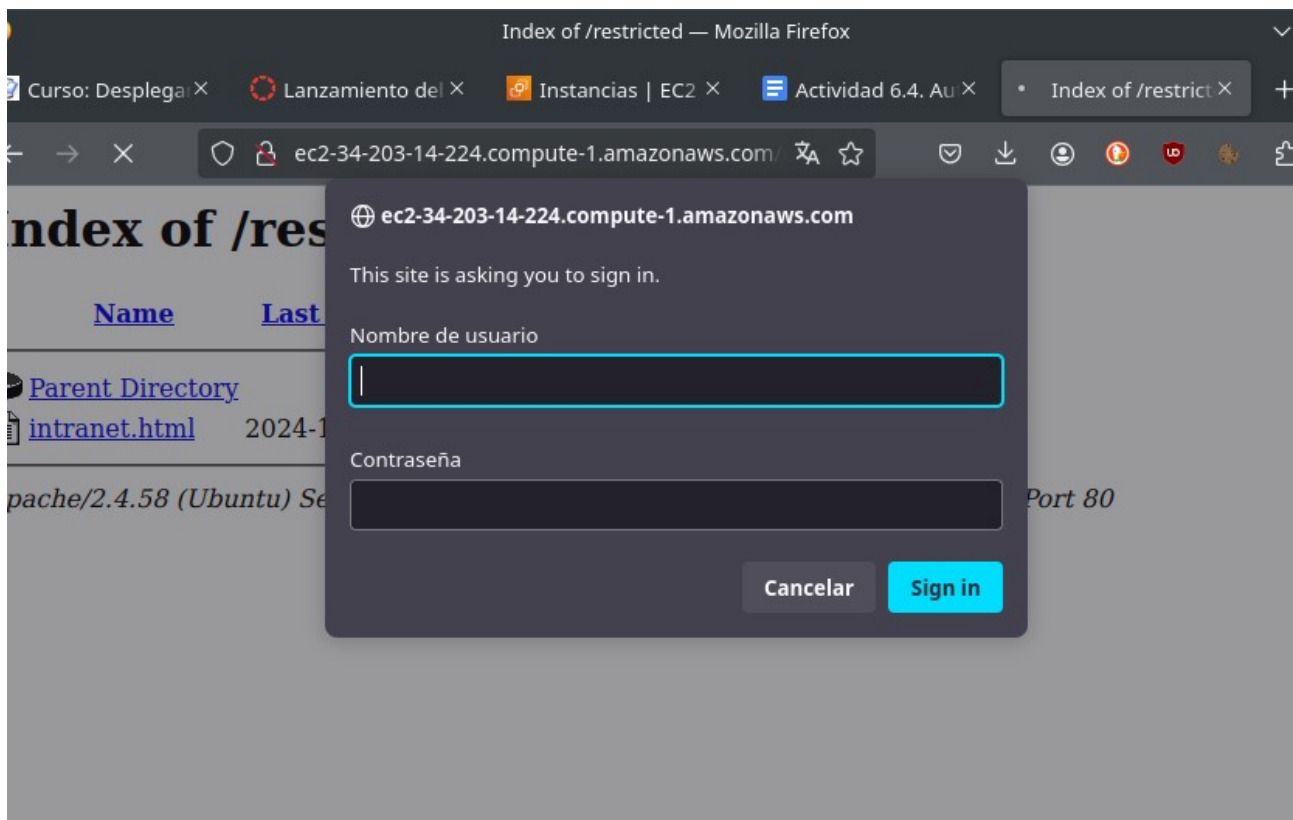 Index of /restricted — Mozilla Firefox
Curso: Desplega
Lanzamiento del
Instancias | EC2
Actividad 6.4. Au
Index of /restrict
ec2-34-203-14-224.compute-1.amazonaws.com/
ndex of /res
ec2-34-203-14-224.compute-1.amazonaws.com
This site is asking you to sign in.
Name Last
Nombre de usuario
Parent Directory
intranet.html 2024-1
Contraseña
pache/2.4.58 (Ubuntu) Se
Port 80
Cancelar
Sign in